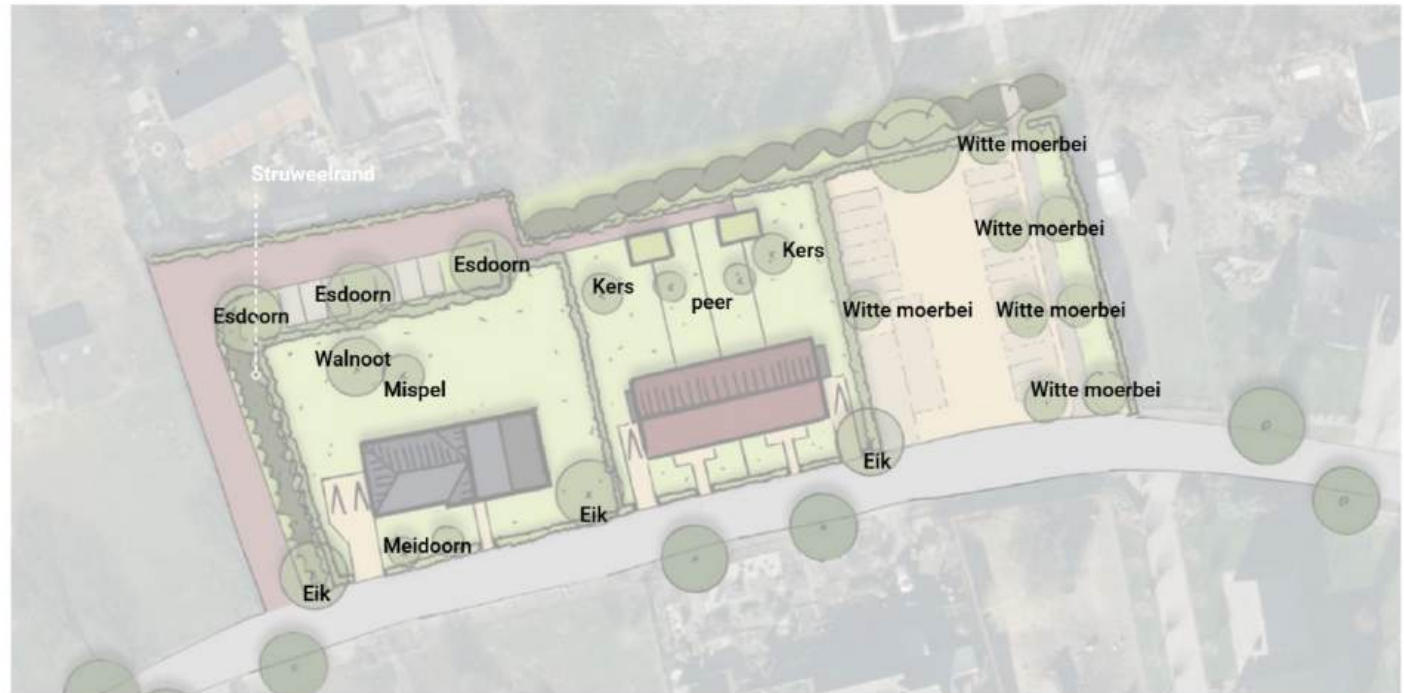 Witte moerbei
Struweelrand
Witte moerbei
Kers
Esdoorn
Kers
Esdoorn
peer
Witte moerbei
Witte moerbei
Esdoorn
Walnoot
Mispel
Witte moerbei
Eik
Eik
Meidoorn
Eik